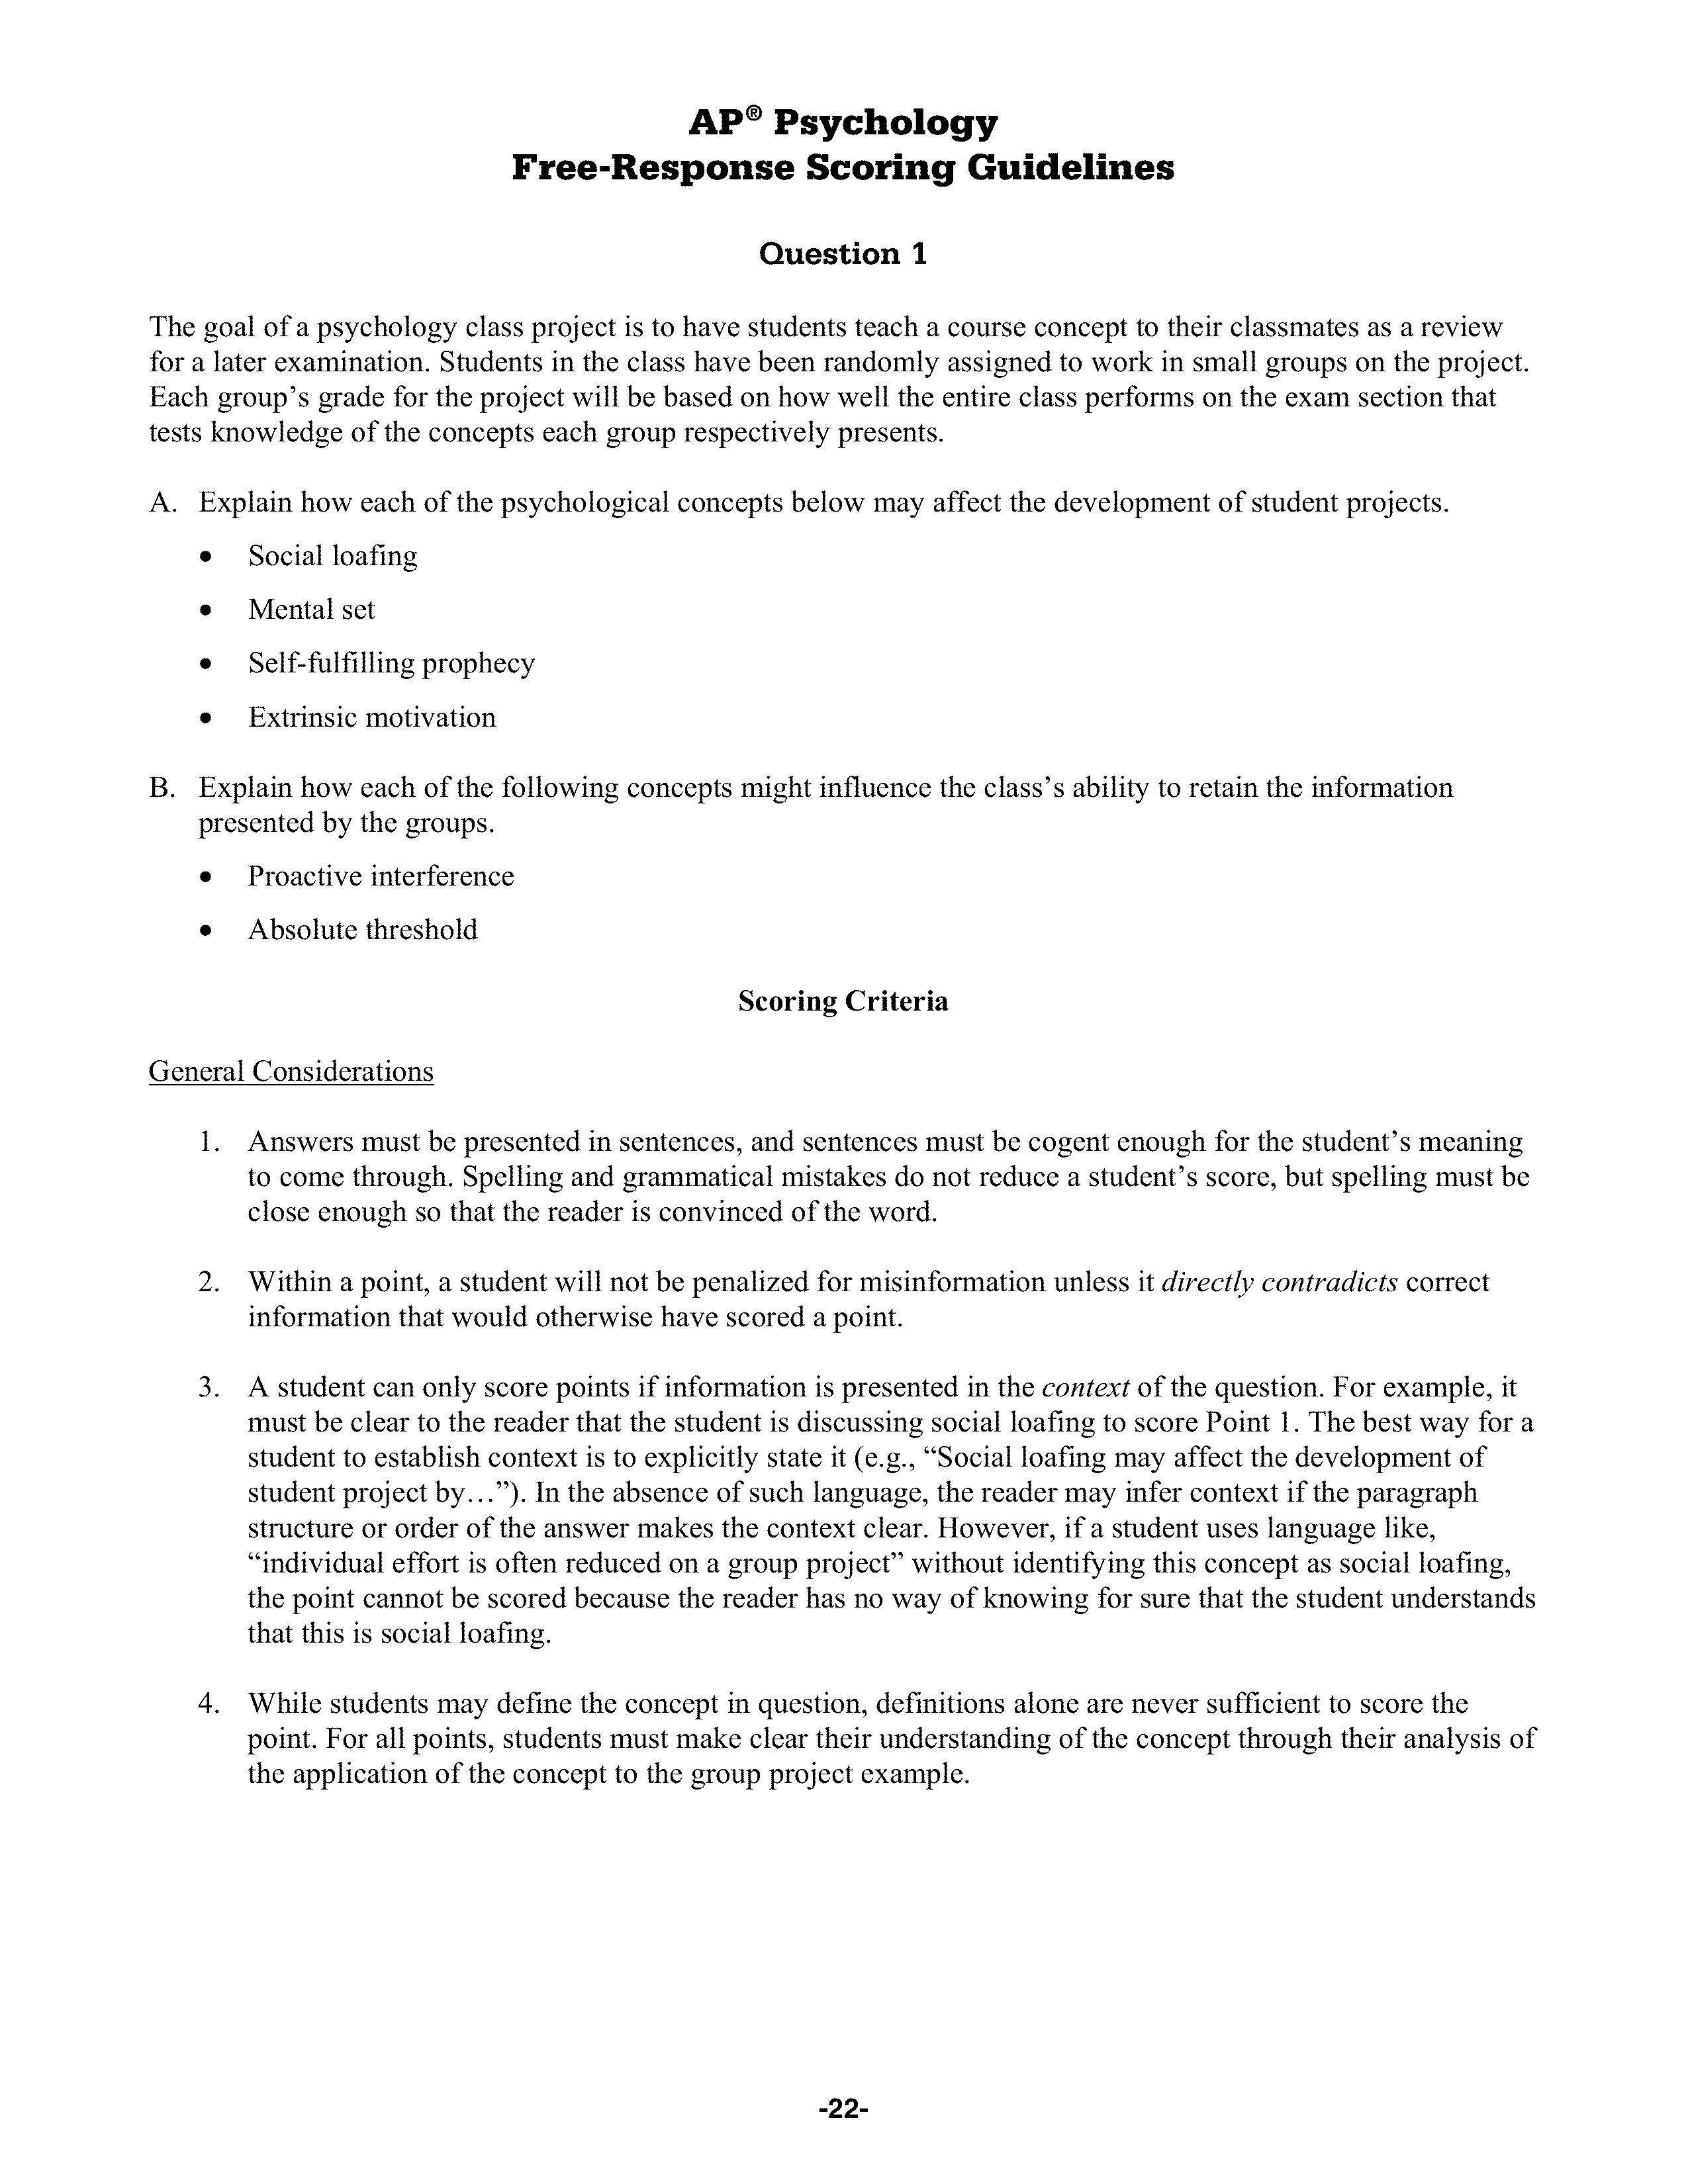 AP® Psychology
Free-Response Scoring Guidelines
Question 1
The goal of a psychology class project is to have students teach a course concept to their classmates as a review
for a later examination. Students in the class have been randomly assigned to work in small groups on the project.
Each group’s grade for the project will be based on how well the entire class performs on the exam section that
tests knowledge of the concepts each group respectively presents.
A. Explain how each of the psychological concepts below may affect the development of student projects.
• Social loafing
• Mental set
• Self-fulfilling prophecy
• Extrinsic motivation
B. Explain how each of the following concepts might influence the class’s ability to retain the information
presented by the groups.
• Proactive interference
• Absolute threshold
Scoring Criteria
General Considerations
1. Answers must be presented in sentences, and sentences must be cogent enough for the student’s meaning
to come through. Spelling and grammatical mistakes do not reduce a student’s score, but spelling must be
close enough so that the reader is convinced of the word.
2. Within a point, a student will not be penalized for misinformation unless it directly contradicts correct
information that would otherwise have scored a point.
3. A student can only score points if information is presented in the context of the question. For example, it
must be clear to the reader that the student is discussing social loafing to score Point 1. The best way for a
student to establish context is to explicitly state it (e.g., “Social loafing may affect the development of
student project by…”). In the absence of such language, the reader may infer context if the paragraph
structure or order of the answer makes the context clear. However, if a student uses language like,
“individual effort is often reduced on a group project” without identifying this concept as social loafing,
the point cannot be scored because the reader has no way of knowing for sure that the student understands
that this is social loafing.
4. While students may define the concept in question, definitions alone are never sufficient to score the
point. For all points, students must make clear their understanding of the concept through their analysis of
the application of the concept to the group project example.
-22-